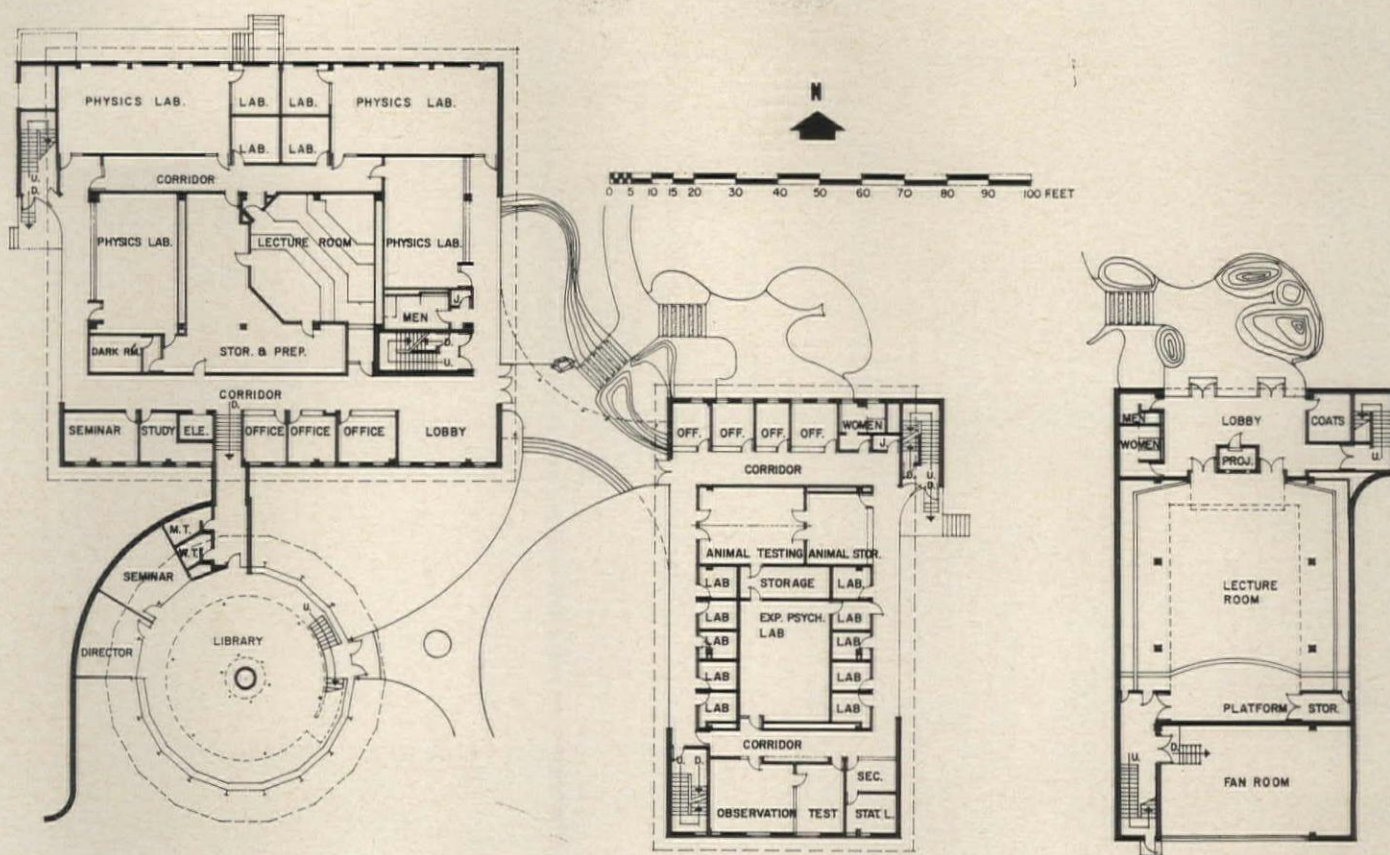 PHYSICS LAB.
LAB.
LAB.
PHYSICS LAB.
LAB.
LAB.
U.
D.
CORRIDOR
PHYSICS LAB.
LECTURE ROOM
PHYSICS LAB.
J.
MEN
DARK RM.
STOR. & PREP.
D.
U.
CORRIDOR
D.
SEMINAR
STUDY
ELE.
OFFICE
OFFICE
OFFICE
LOBBY
M.T.
W.T.
SEMINAR
U.
LIBRARY
DIRECTOR
N
0 5 10 15 20 30 40 50 60 70 80 90 100 FEET
OFF.
OFF.
OFF.
OFF.
WOMEN
J.
CORRIDOR
D.
U.
D.
ANIMAL TESTING
ANIMAL STOR.
LAB
STORAGE
LAB.
LAB
EXP. PSYCH.
LAB
LAB
LAB
LAB
LAB
LAB
LAB
LAB
CORRIDOR
U.
D.
OBSERVATION
TEST
SEC.
STAT. L.
MEN
WOMEN
LOBBY
COATS
PROJ.
U.
LECTURE
ROOM
PLATFORM
STOR.
U.
D.
FAN ROOM